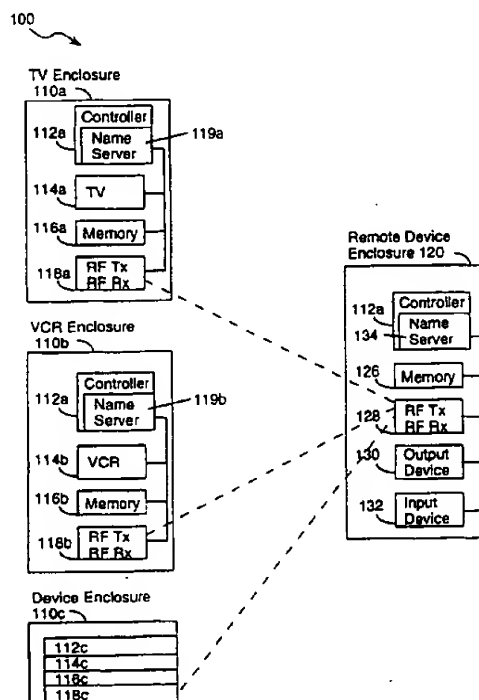 100
TV Enclosure
110a
Controller
112a
Name
Server
119a
114a
TV
116a
Memory
118a
RF Tx
RF Rx
VCR Enclosure
110b
Controller
112a
Name
Server
119b
114b
VCR
116b
Memory
118b
RF Tx
RF Rx
Device Enclosure
110c
112c
114c
116c
118c
Remote Device
Enclosure 120
Controller
112a
134
Name
Server
126
Memory
128
RF Tx
RF Rx
130
Output
Device
132
Input
Device